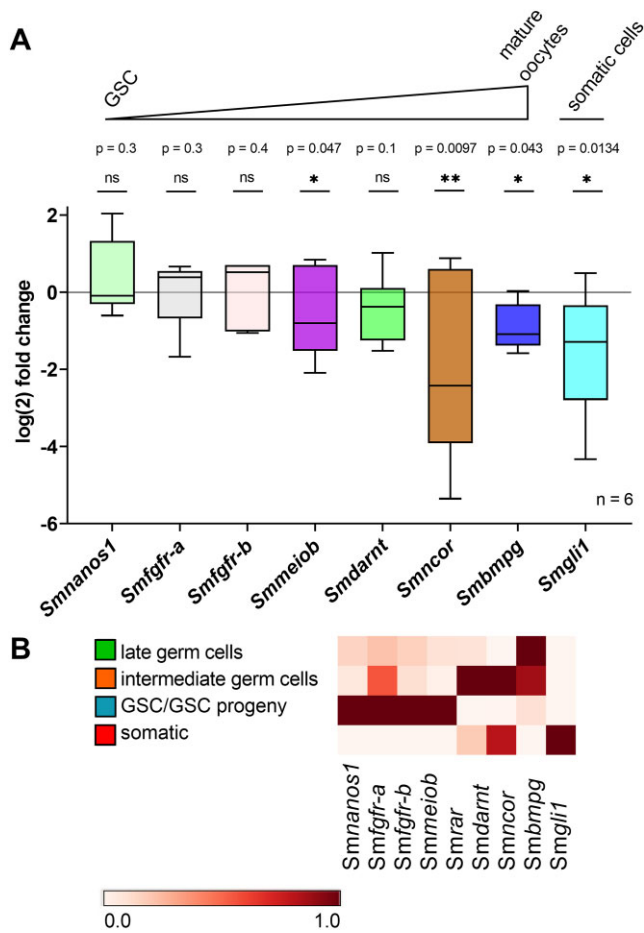 A
GSC
mature
oocytes
somatic cells
p = 0.3 p = 0.3 p = 0.4 p = 0.047 p = 0.1 p = 0.0097 p = 0.043 p = 0.0134
ns ns ns * ns ** * *
log(2) fold change
2
0
-2
-4
-6
n = 6
Smnanos1 Smfgfr-a Smfgfr-b Smmeiob Smdarnt Smncor Smbmpg Smgli1
B
late germ cells
intermediate germ cells
GSC/GSC progeny
somatic
Smnanos1 Smfgfr-a Smfgfr-b Smmeiob Smrar Smdarnt Smncor Smbmpg Smgli1
0.0 1.0